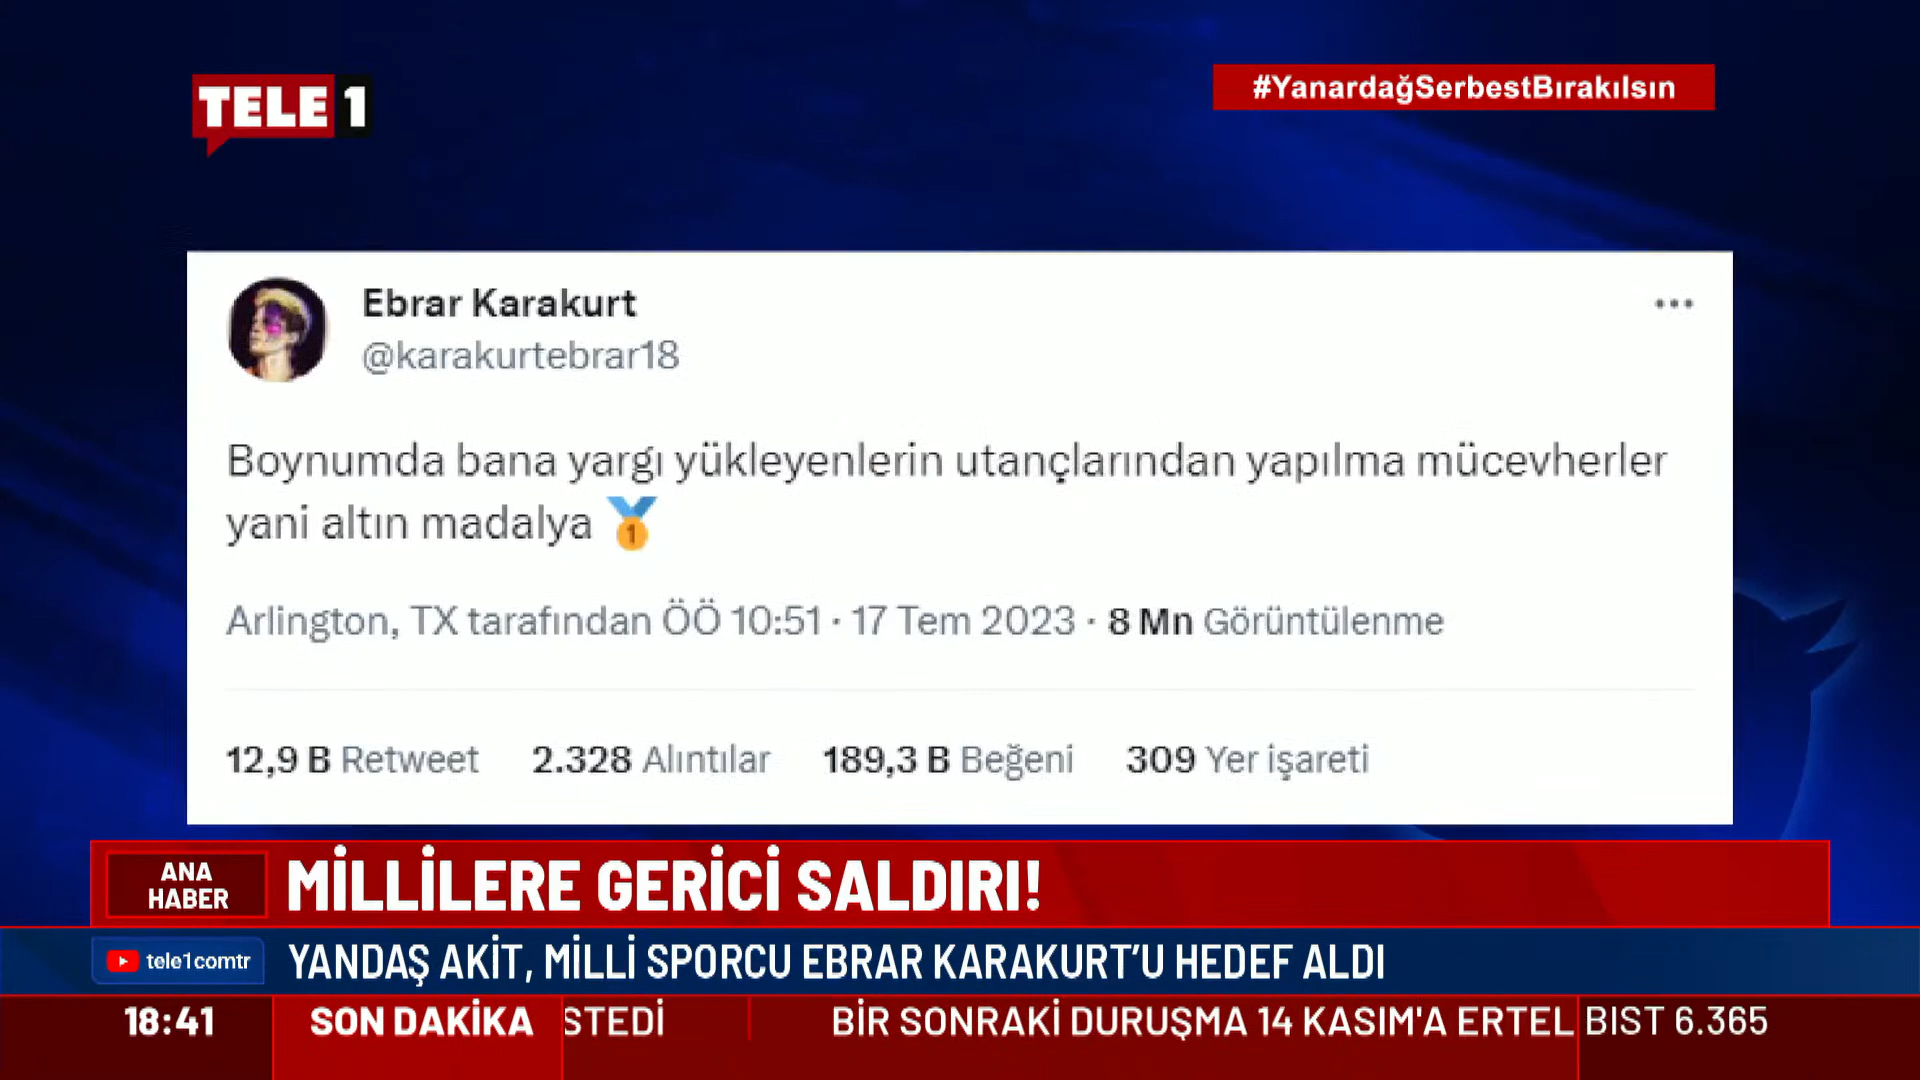 TELE 1
#YanardağSerbestBırakılsın
Ebrar Karakurt
@karakurtebrar18
Boynumda bana yargı yükleyenlerin utançlarından yapılma mücevherler
yani altın madalya 🥇
Arlington, TX tarafından ÖÖ 10:51 · 17 Tem 2023 · 8 Mn Görüntülenme
12,9 B Retweet 2.328 Alıntılar 189,3 B Beğeni 309 Yer işareti
ANA
HABER
MİLLİLERE GERİCİ SALDIRI!
tele1comtr
YANDAŞ AKİT, MİLLİ SPORCU EBRAR KARAKURT'U HEDEF ALDI
18:41 SON DAKİKA STEDİ BİR SONRAKİ DURUŞMA 14 KASIM'A ERTEL BIST 6.365